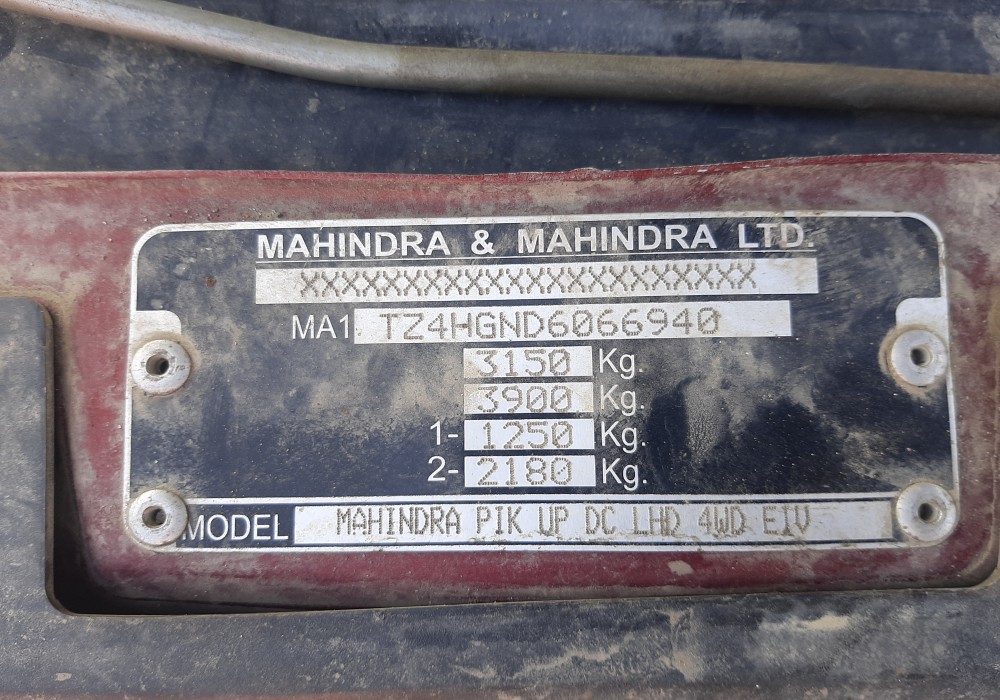 MAHINDRA & MAHINDRA LTD.
XXXXXXXXXXXXXXXXXXXXXXXX
MA1 TZ4HGND6066940
3150 Kg.
3900 Kg.
1- 1250 Kg.
2- 2180 Kg.
MODEL MAHINDRA PIK UP DC LHD 4WD EIV